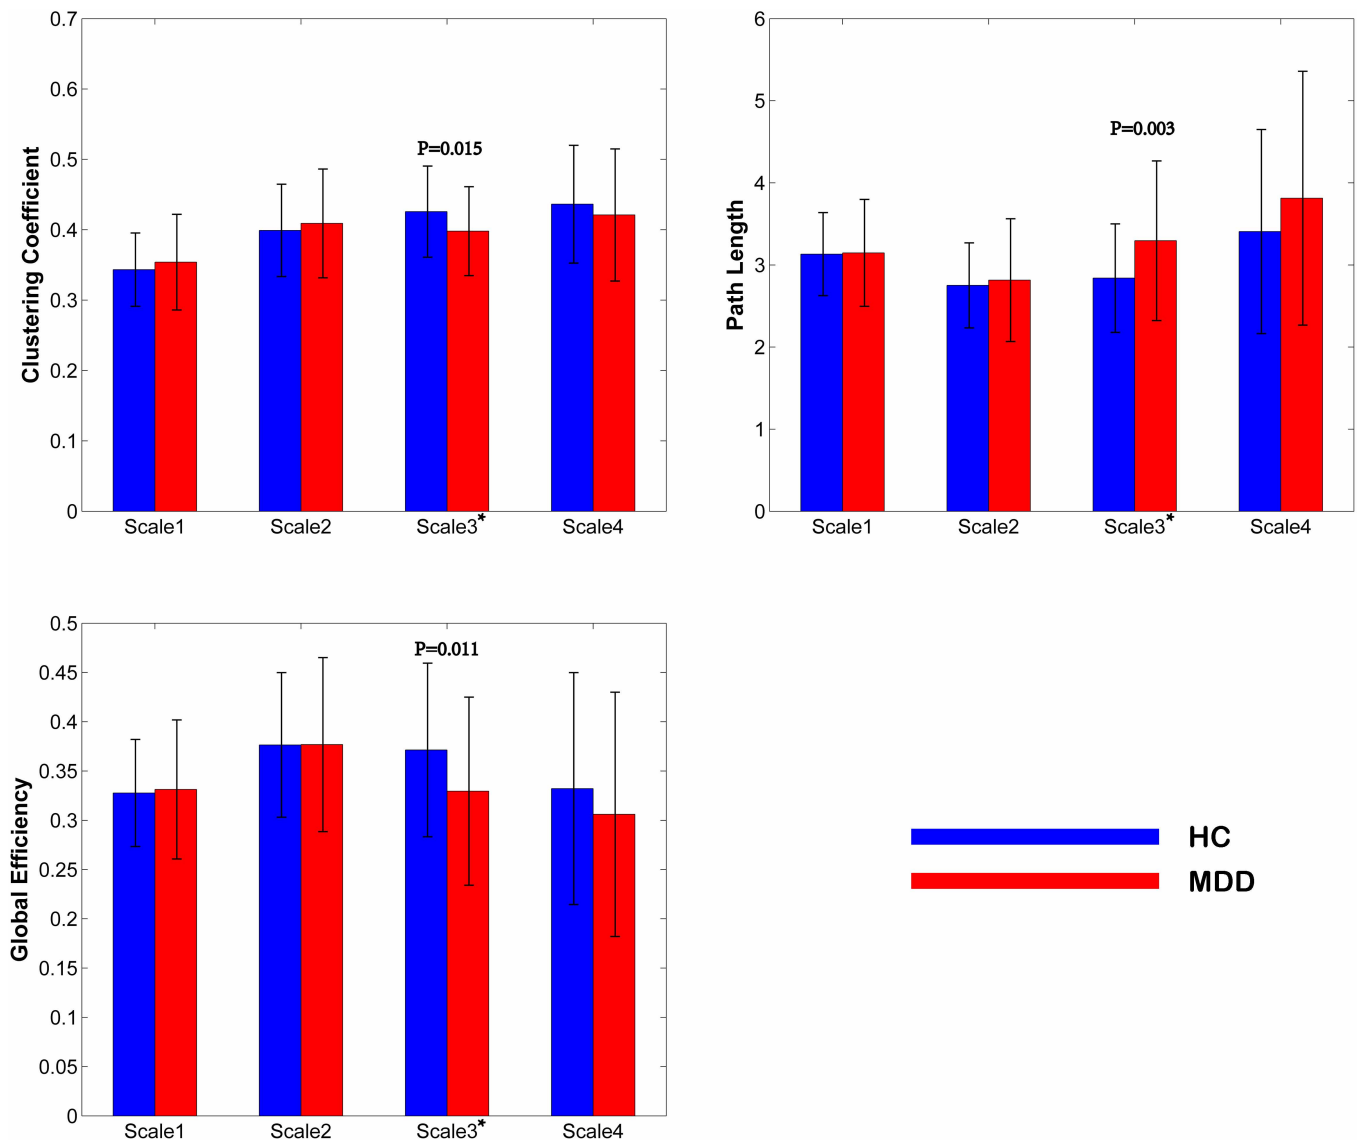 Clustering Coefficient
0.7
0.6
0.5
0.4
0.3
0.2
0.1
0
P=0.015
Scale1 Scale2 Scale3* Scale4
Path Length
6
5
4
3
2
1
0
P=0.003
Scale1 Scale2 Scale3* Scale4
Global Efficiency
0.5
0.45
0.4
0.35
0.3
0.25
0.2
0.15
0.1
0.05
0
P=0.011
Scale1 Scale2 Scale3* Scale4
HC
MDD